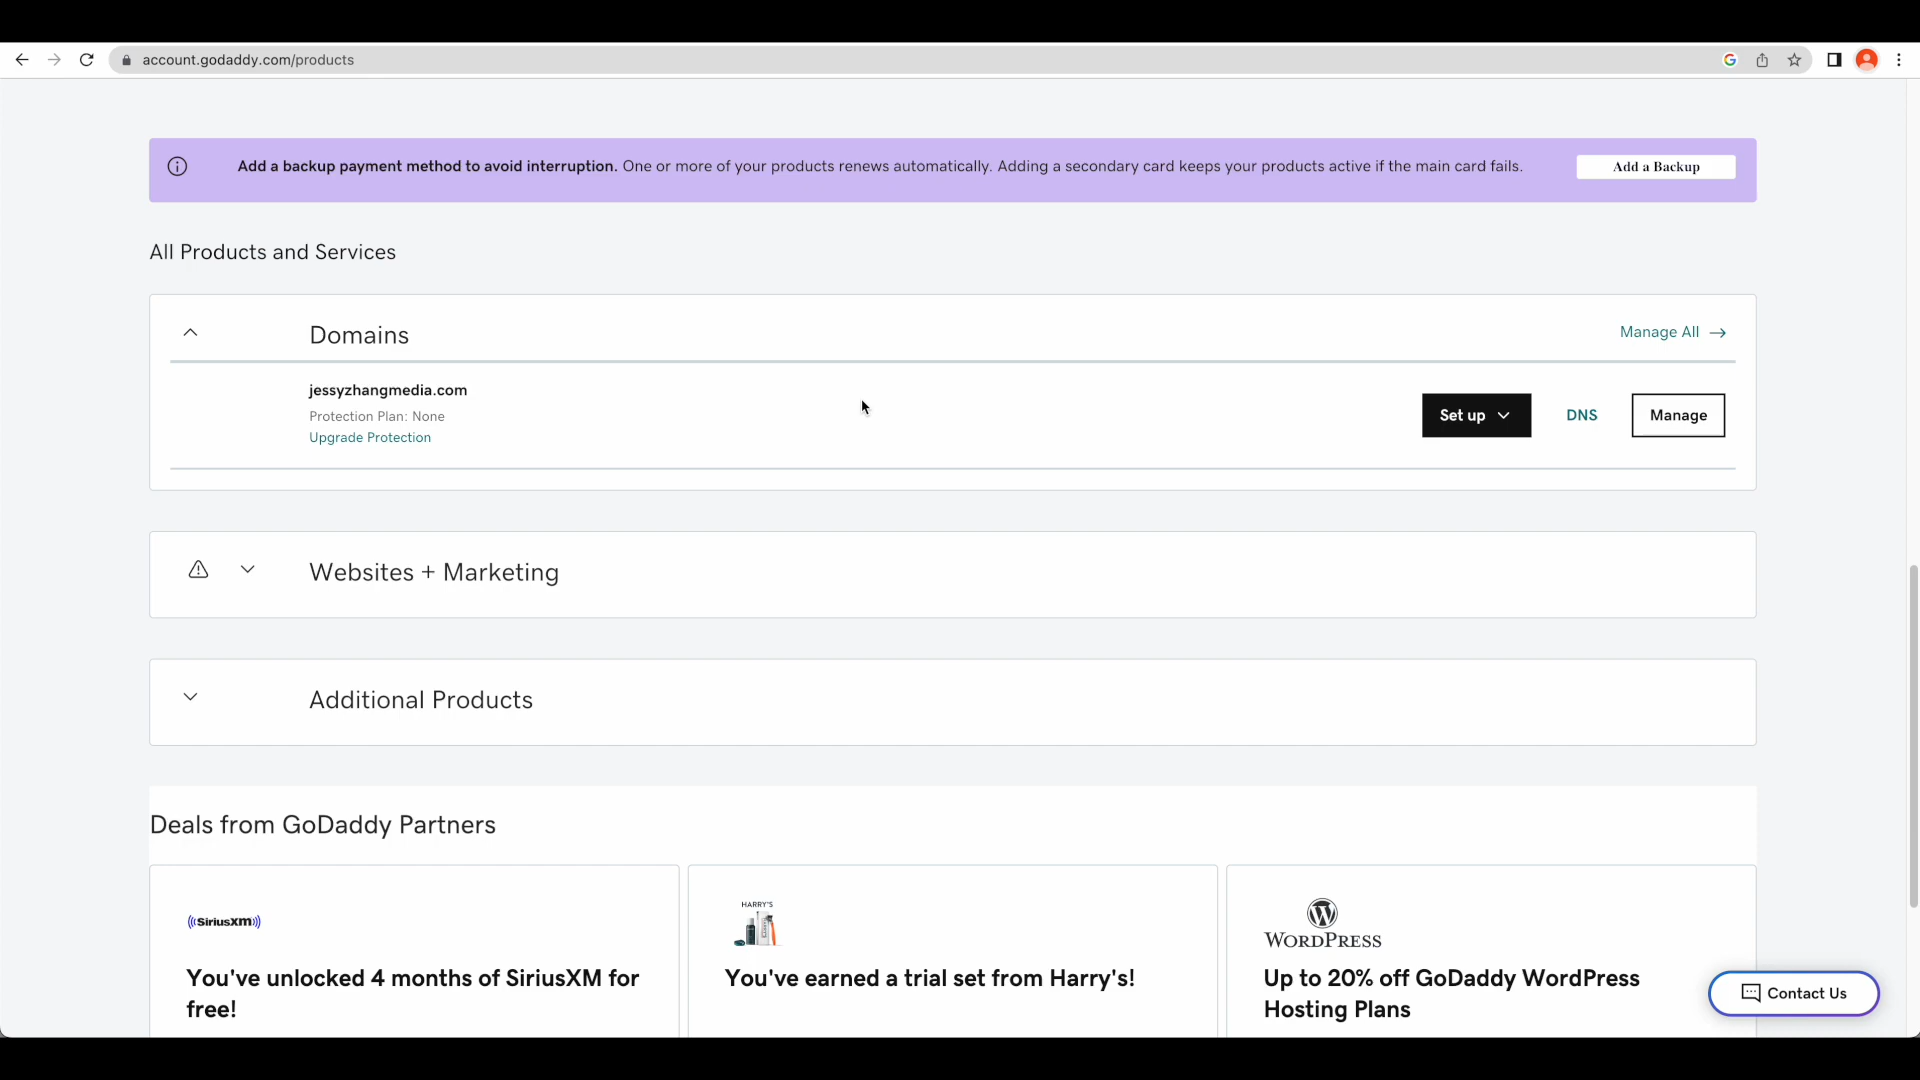 account.godaddy.com/products
Add a backup payment method to avoid interruption. One or more of your products renews automatically. Adding a secondary card keeps your products active if the main card fails.
Add a Backup
All Products and Services
Domains
Manage All →
jessyzhangmedia.com
Protection Plan: None
Upgrade Protection
Set up
DNS
Manage
Websites + Marketing
Additional Products
Deals from GoDaddy Partners
((SiriusXM))
You've unlocked 4 months of SiriusXM for
free!
HARRY'S
You've earned a trial set from Harry's!
WORDPRESS
Up to 20% off GoDaddy WordPress
Hosting Plans
Contact Us